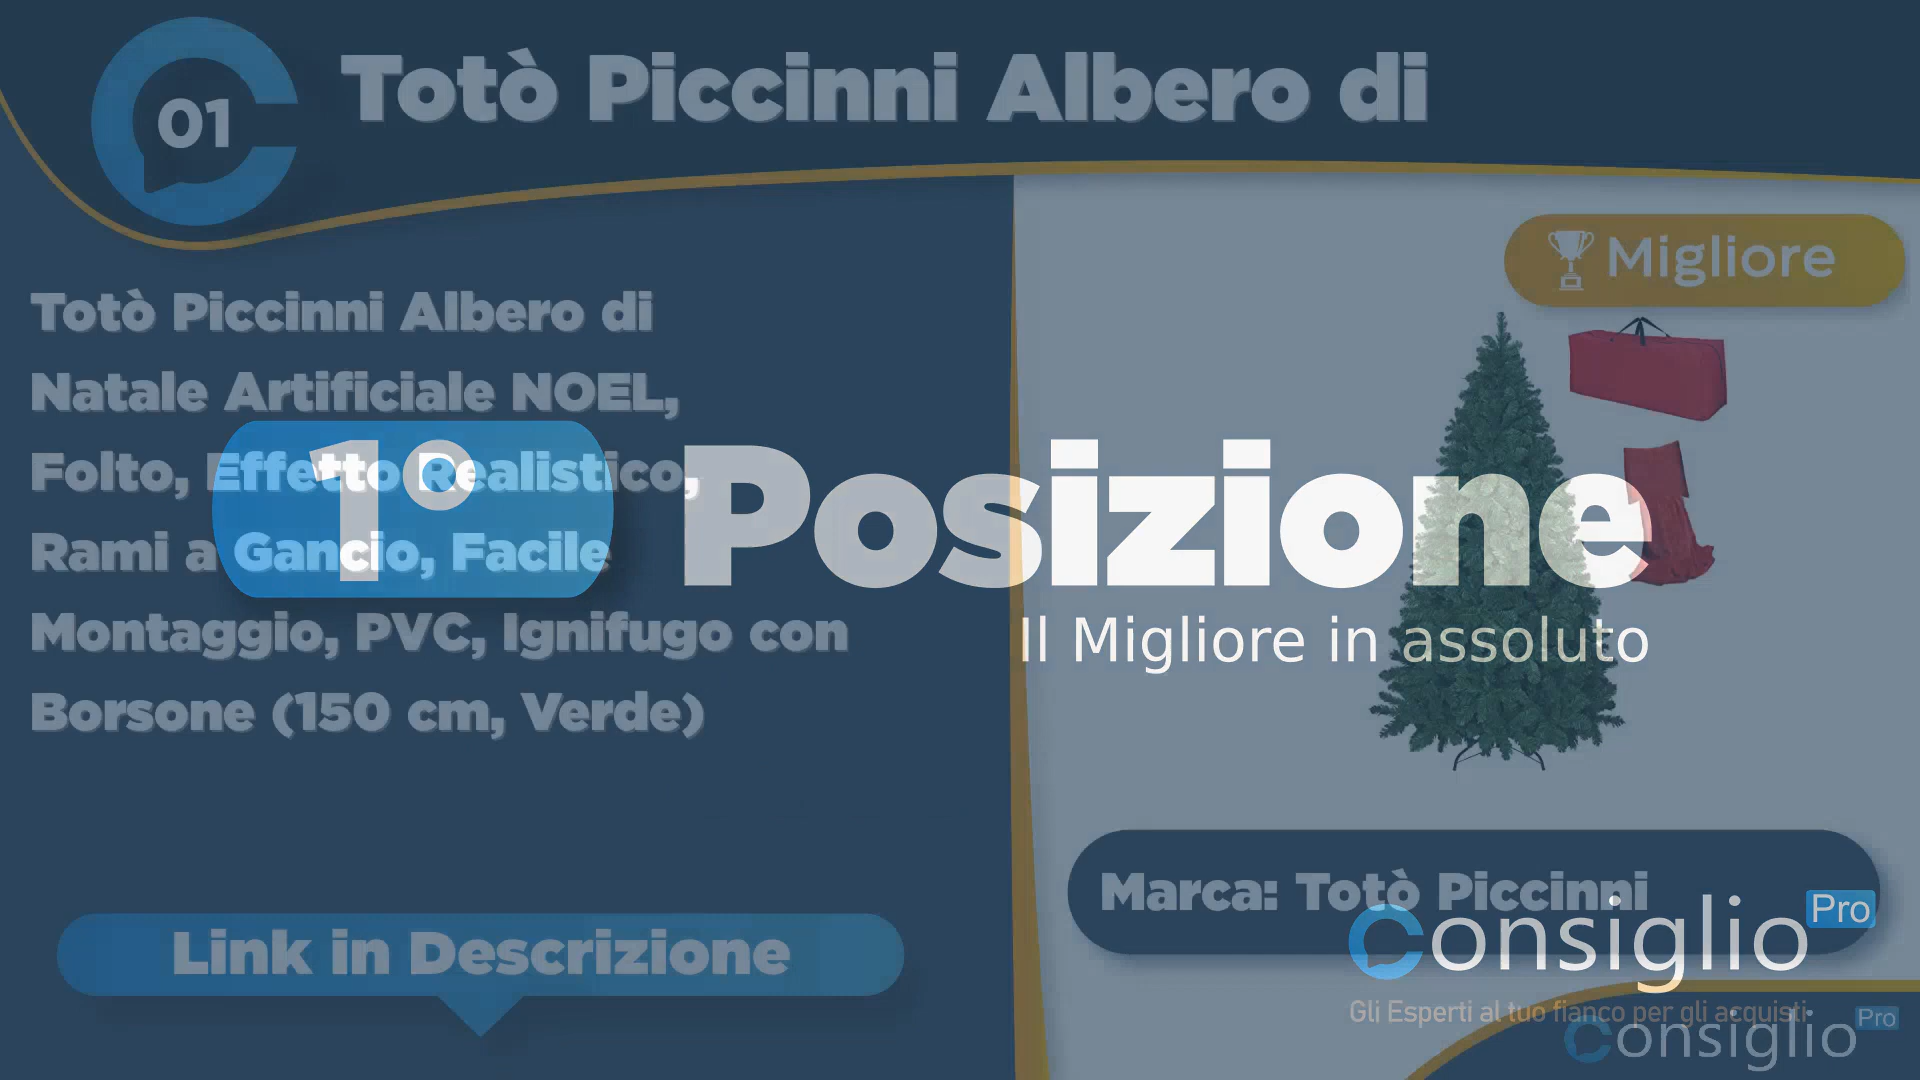 01
Totò Piccinni Albero di
Migliore
Totò Piccinni Albero di
Natale Artificiale NOEL,
Folto, Effetto Realistico,
Rami a Gancio, Facile
Montaggio, PVC, Ignifugo con
Borsone (150 cm, Verde)
1° Posizione
Il Migliore in assoluto
Marca: Totò Piccinni
Link in Descrizione
Consiglio Pro
Gli Esperti al tuo fianco per gli acquisti
Consiglio Pro